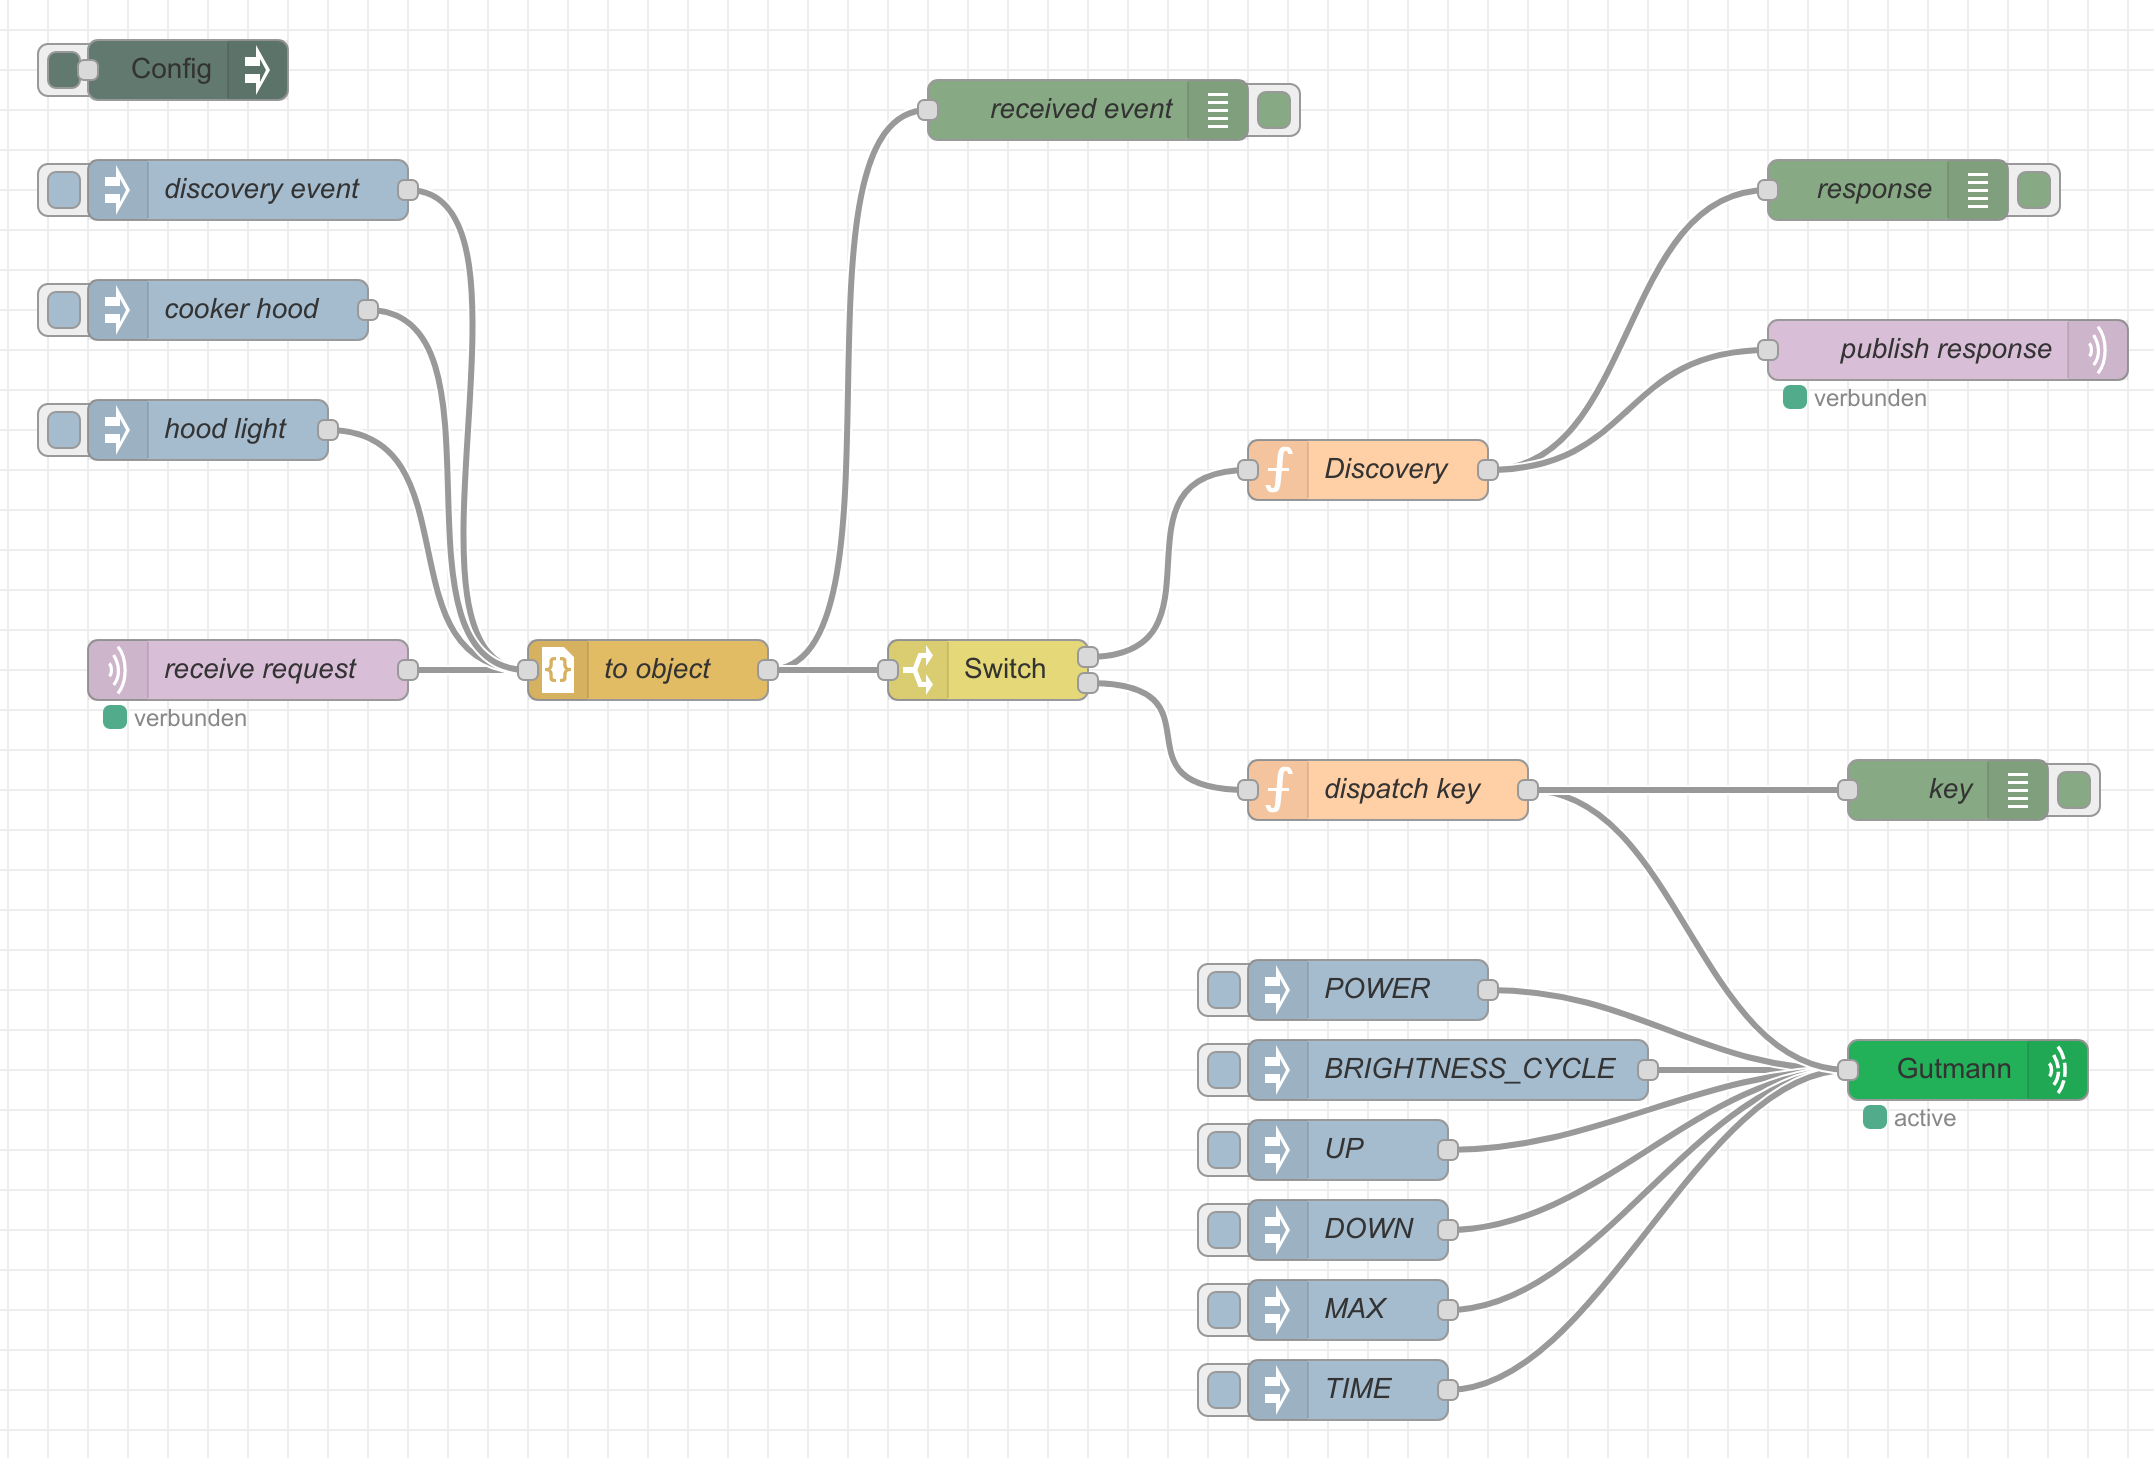 Config
received event
discovery event
response
cooker hood
publish response
verbunden
hood light
Discovery
receive request
verbunden
to object
Switch
dispatch key
key
POWER
BRIGHTNESS_CYCLE
Gutmann
active
UP
DOWN
MAX
TIME